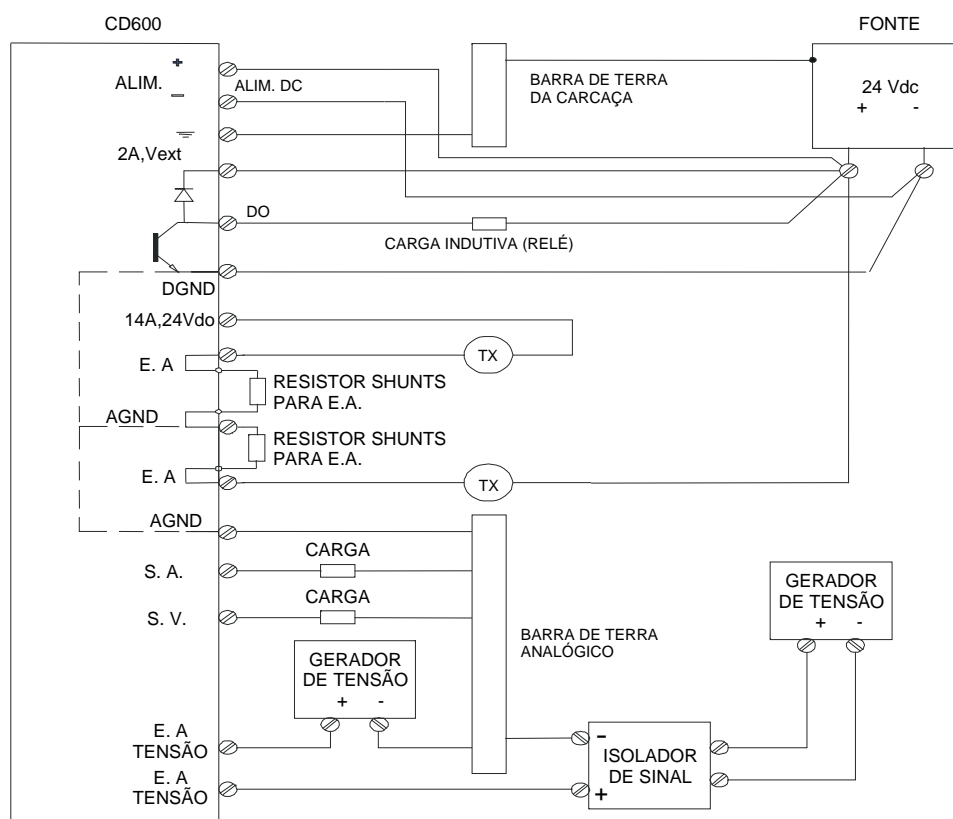 CD600
FONTE
+
ALIM.
−
ALIM. DC
BARRA DE TERRA
DA CARCAÇA
24 Vdc
+ -
2A,Vext
DO
CARGA INDUTIVA (RELÉ)
DGND
14A,24Vdo
TX
E. A
RESISTOR SHUNTS
PARA E.A.
AGND
RESISTOR SHUNTS
PARA E.A.
E. A
TX
AGND
CARGA
S. A.
CARGA
S. V.
BARRA DE TERRA
ANALÓGICO
GERADOR
DE TENSÃO
+ -
GERADOR
DE TENSÃO
+ -
E. A
TENSÃO
E. A
TENSÃO
-
ISOLADOR
DE SINAL
+